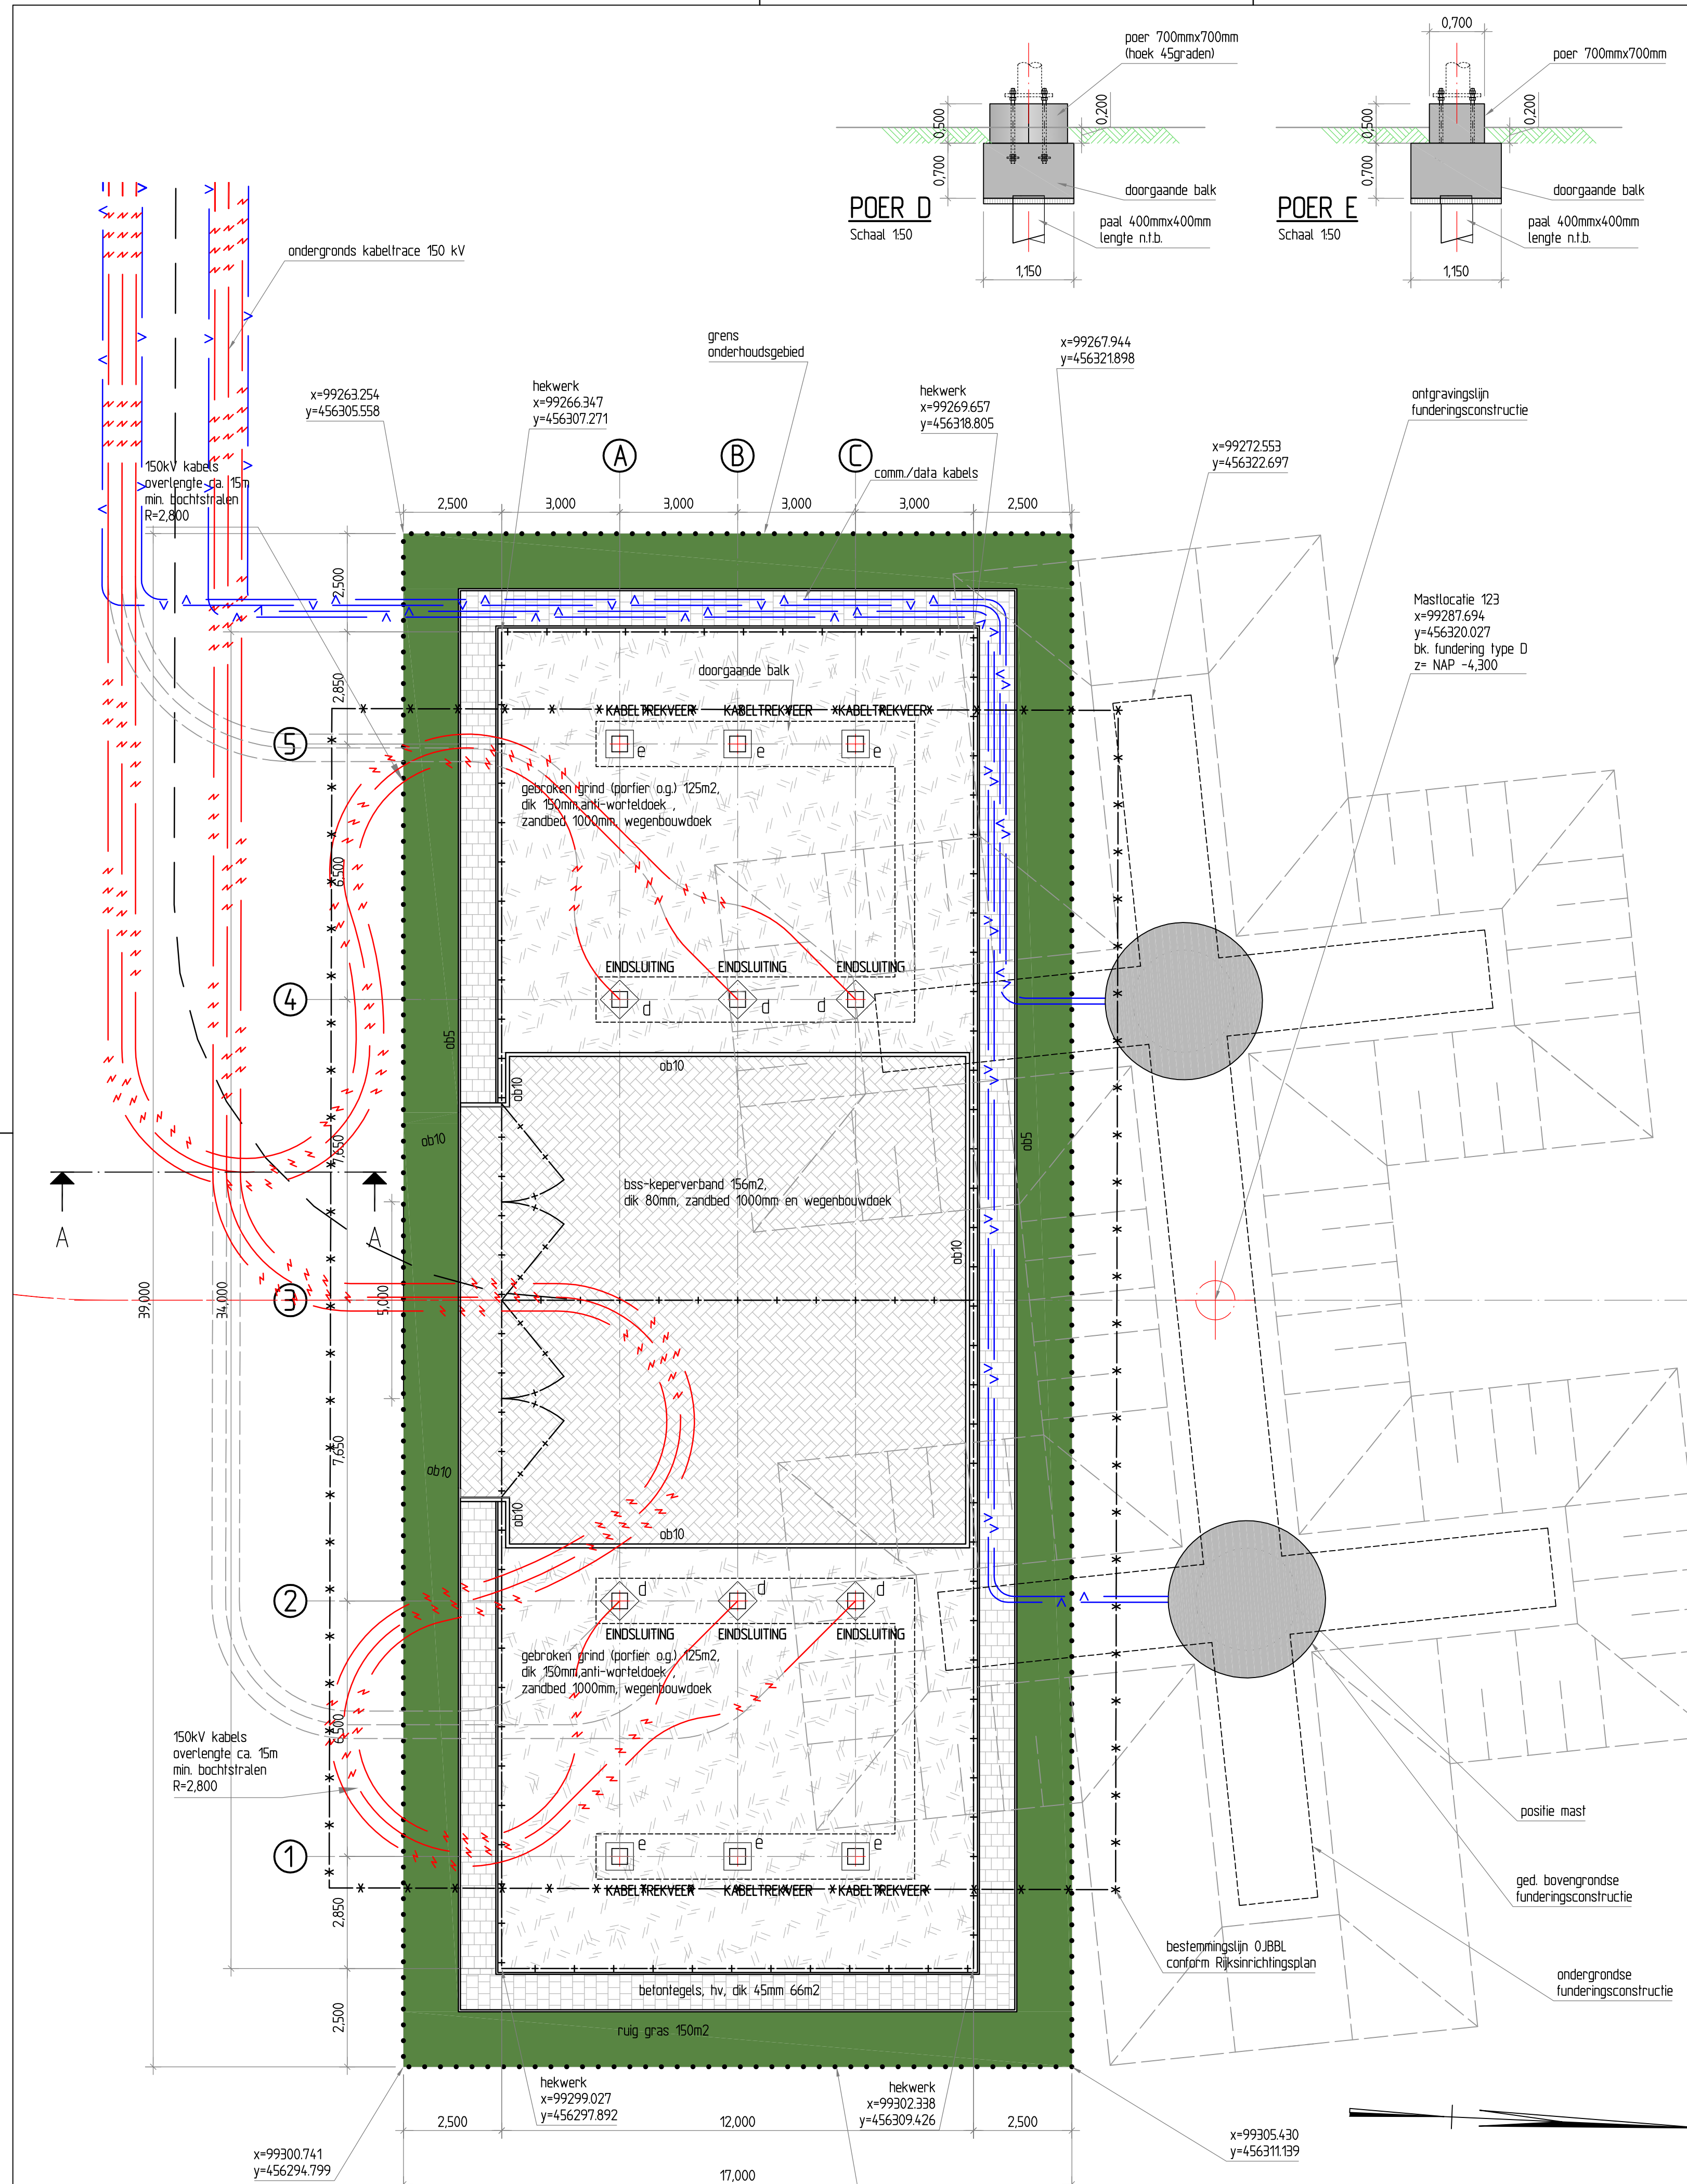 0,700
poer 700mmx700mm
(hoek 45graden)
poer 700mmx700mm
0,500
0,200
0,500
0,200
0,700
0,700
doorgaande balk
doorgaande balk
POER D
Schaal 1:50
paal 400mmx400mm
lengte n.t.b.
POER E
Schaal 1:50
paal 400mmx400mm
lengte n.t.b.
1,150
1,150
ondergronds kabeltrace 150 kV
grens
onderhoudsgebied
x=99267.944
y=456321.898
x=99263.254
y=456305.558
hekwerk
x=99266.347
y=456307.271
hekwerk
x=99269.657
y=456318.805
ontgravingslijn
funderingsconstructie
x=99272.553
y=456322.697
A
B
C
comm./data kabels
150kV kabels
overlengte ca. 15m
min. bochtstralen
R=2,800
2,500
3,000
3,000
3,000
3,000
2,500
2,500
Mastlocatie 123
x=99287.694
y=456320.027
bk. fundering type D
z= NAP -4,300
doorgaande balk
2,850
KABELTREKVEER
KABELTREKVEER
KABELTREKVEER
5
e
e
e
gebroken grind (porfier o.g.) 125m2,
dik 150mm,anti-worteldoek ,
zandbed 1000mm, wegenbouwdoek
6,500
EINDSLUITING
EINDSLUITING
EINDSLUITING
4
d
d
d
ob5
ob10
ob10
ob10
ob5
7,650
bss-keperverband 156m2,
dik 80mm, zandbed 1000mm en wegenbouwdoek
A
A
ob10
39,000
34,000
3
5,000
7,650
ob10
ob10
ob10
2
d
d
d
EINDSLUITING
EINDSLUITING
EINDSLUITING
gebroken grind (porfier o.g.) 125m2,
dik 150mm,anti-worteldoek ,
zandbed 1000mm, wegenbouwdoek
6,500
150kV kabels
overlengte ca. 15m
min. bochtstralen
R=2,800
positie mast
1
e
e
e
KABELTREKVEER
KABELTREKVEER
KABELTREKVEER
ged. bovengrondse
funderingsconstructie
2,850
bestemmingslijn OJBBL
conform Rijksinrichtingsplan
ondergrondse
funderingsconstructie
betontegels, hv, dik 45mm 66m2
2,500
ruig gras 150m2
hekwerk
x=99299.027
y=456297.892
hekwerk
x=99302.338
y=456309.426
2,500
12,000
2,500
x=99300.741
y=456294.799
x=99305.430
y=456311.139
17,000